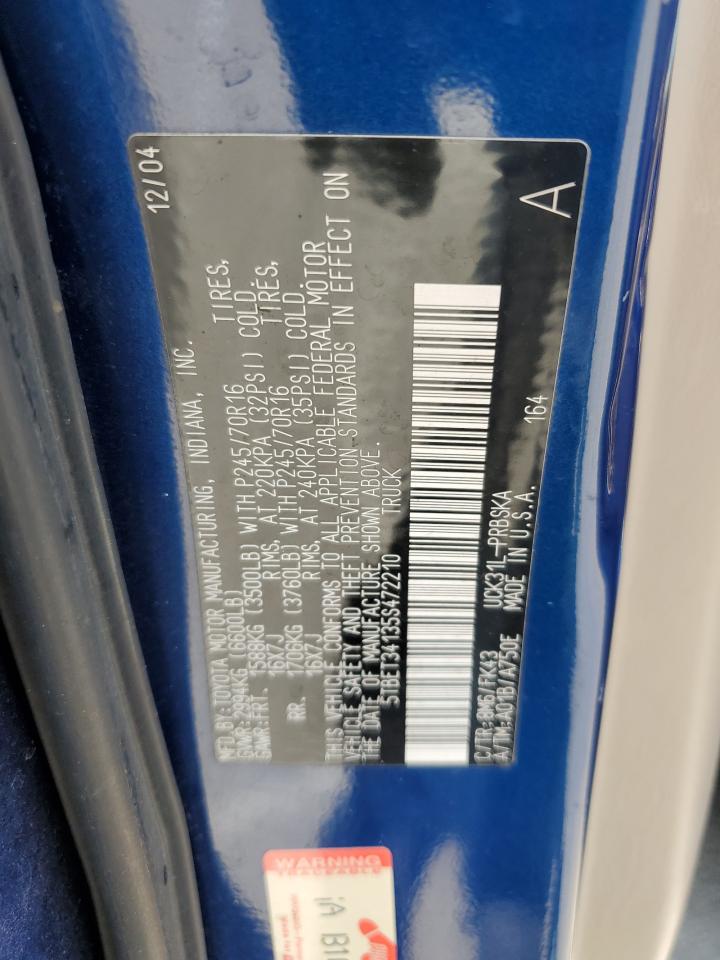 MFD.BY:TOYOTA MOTOR MANUFACTURING, INDIANA, INC. 12/04
GVWR:2994KG (6600LB)
GAWR:FRT. 1588KG (3500LB) WITH P245/70R16 TIRES,
16X7J RIMS, AT 220KPA (32PSI) COLD.
RR. 1706KG (3760LB) WITH P245/70R16 TIRES,
16X7J RIMS, AT 240KPA (35PSI) COLD.
THIS VEHICLE CONFORMS TO ALL APPLICABLE FEDERAL MOTOR
VEHICLE SAFETY AND THEFT PREVENTION STANDARDS IN EFFECT ON
THE DATE OF MANUFACTURE SHOWN ABOVE.
5TBET34135S472210 TRUCK
C/TR:8M6/FK43 UCK31L-PRBSKA 164 A
A/TM:A01B/A750E MADE IN U.S.A.
WARNING
TRACEABLE